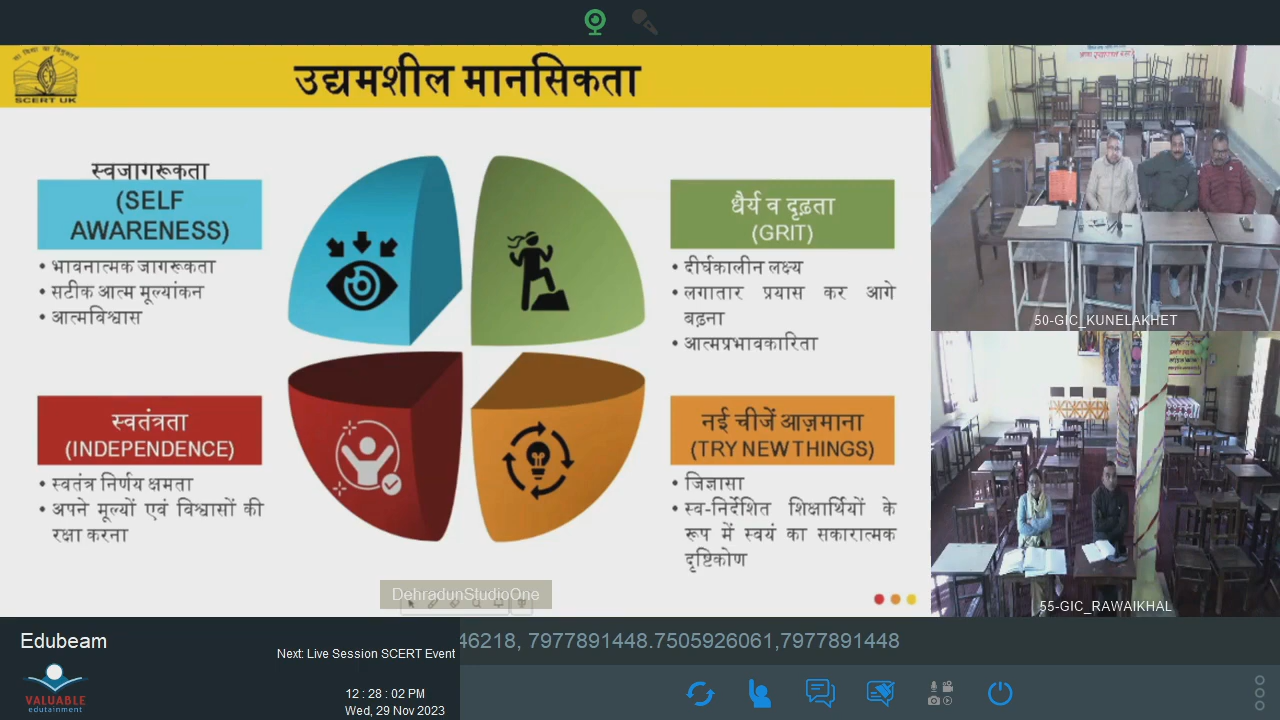 उद्यमशील मानसिकता
SCERT UK
स्वजागरूकता
(SELF
AWARENESS)
• भावनात्मक जागरूकता
• सटीक आत्म मूल्यांकन
• आत्मविश्वास
धैर्य व दृढ़ता
(GRIT)
• दीर्घकालीन लक्ष्य
• लगातार प्रयास कर आगे
बढ़ना
• आत्मप्रभावकारिता
स्वतंत्रता
(INDEPENDENCE)
• स्वतंत्र निर्णय क्षमता
• अपने मूल्यों एवं विश्वासों की
रक्षा करना
नई चीजें आज़माना
(TRY NEW THINGS)
• जिज्ञासा
• स्व-निर्देशित शिक्षार्थियों के
रूप में स्वयं का सकारात्मक
दृष्टिकोण
DehradunStudioOne
50-GIC_KUNELAKHET
55-GIC_RAWAIKHAL
Edubeam
46218, 7977891448.7505926061,7977891448
Next: Live Session SCERT Event
VALUABLE
edutainment
12 : 28 : 02 PM
Wed, 29 Nov 2023